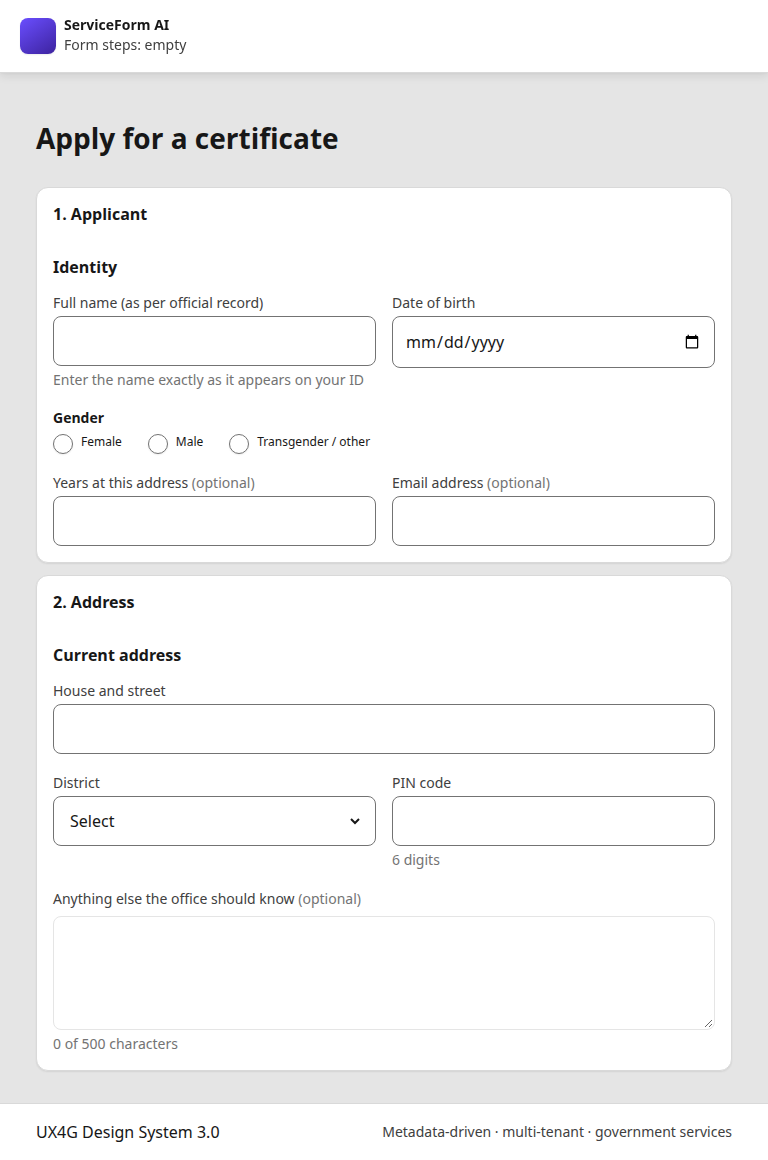 ServiceForm AI
Form steps: empty
Apply for a certificate
1. Applicant
Identity
Full name (as per official record)
Date of birth
mm/dd/yyyy
Enter the name exactly as it appears on your ID
Gender
Female
Male
Transgender / other
Years at this address (optional)
Email address (optional)
2. Address
Current address
House and street
District
PIN code
Select
6 digits
Anything else the office should know (optional)
0 of 500 characters
UX4G Design System 3.0
Metadata-driven · multi-tenant · government services